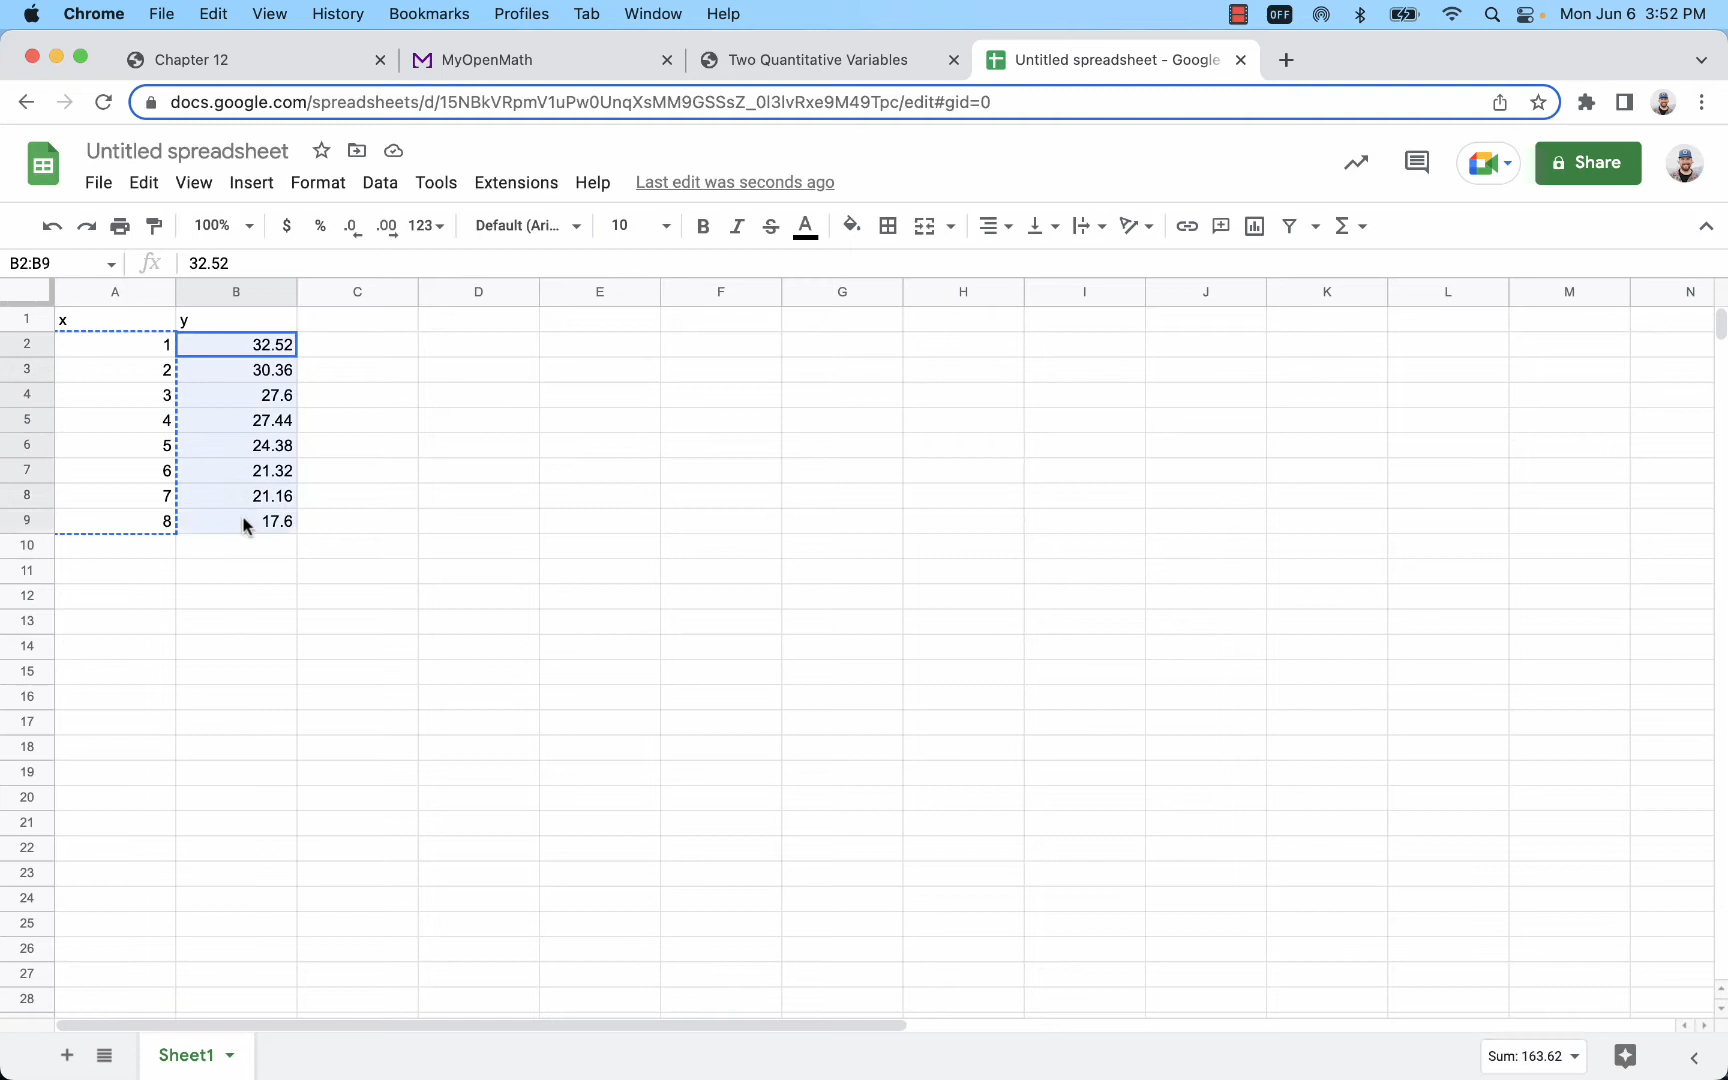 Chrome File Edit View History Bookmarks Profiles Tab Window Help OFF Mon Jun 6 3:52 PM
Chapter 12 MyOpenMath Two Quantitative Variables Untitled spreadsheet - Google
docs.google.com/spreadsheets/d/15NBkVRpmV1uPw0UnqXsMM9GSSsZ_0l3lvRxe9M49Tpc/edit#gid=0
Untitled spreadsheet
File Edit View Insert Format Data Tools Extensions Help Last edit was seconds ago Share
100% $ % .0 .00 123 Default (Ari... 10 B I S A Σ
B2:B9 fx 32.52
A B C D E F G H I J K L M N
1 x y
2 1 32.52
3 2 30.36
4 3 27.6
5 4 27.44
6 5 24.38
7 6 21.32
8 7 21.16
9 8 17.6
10
11
12
13
14
15
16
17
18
19
20
21
22
23
24
25
26
27
28
Sheet1 Sum: 163.62